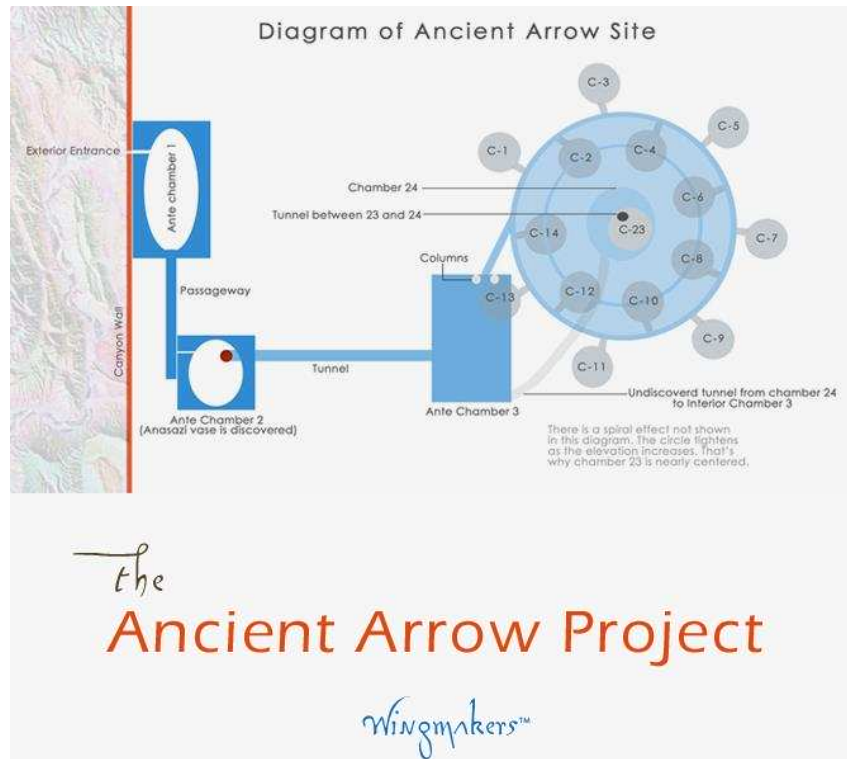 Diagram of Ancient Arrow Site
C-3
C-5
C-1
C-2
C-4
Exterior Entrance
Ante chamber 1
Chamber 24
C-6
Tunnel between 23 and 24
C-23
C-14
C-7
Columns
C-8
Passageway
C-13
C-12
C-10
Canyon Wall
C-9
Tunnel
C-11
Undiscoverd tunnel from chamber 24
to Interior Chamber 3
Ante Chamber 2
(Anasazi vase is discovered)
Ante Chamber 3
There is a spiral effect not shown
in this diagram. The circle tightens
as the elevation increases. That's
why chamber 23 is nearly centered.
the
Ancient Arrow Project
Wingmakers™